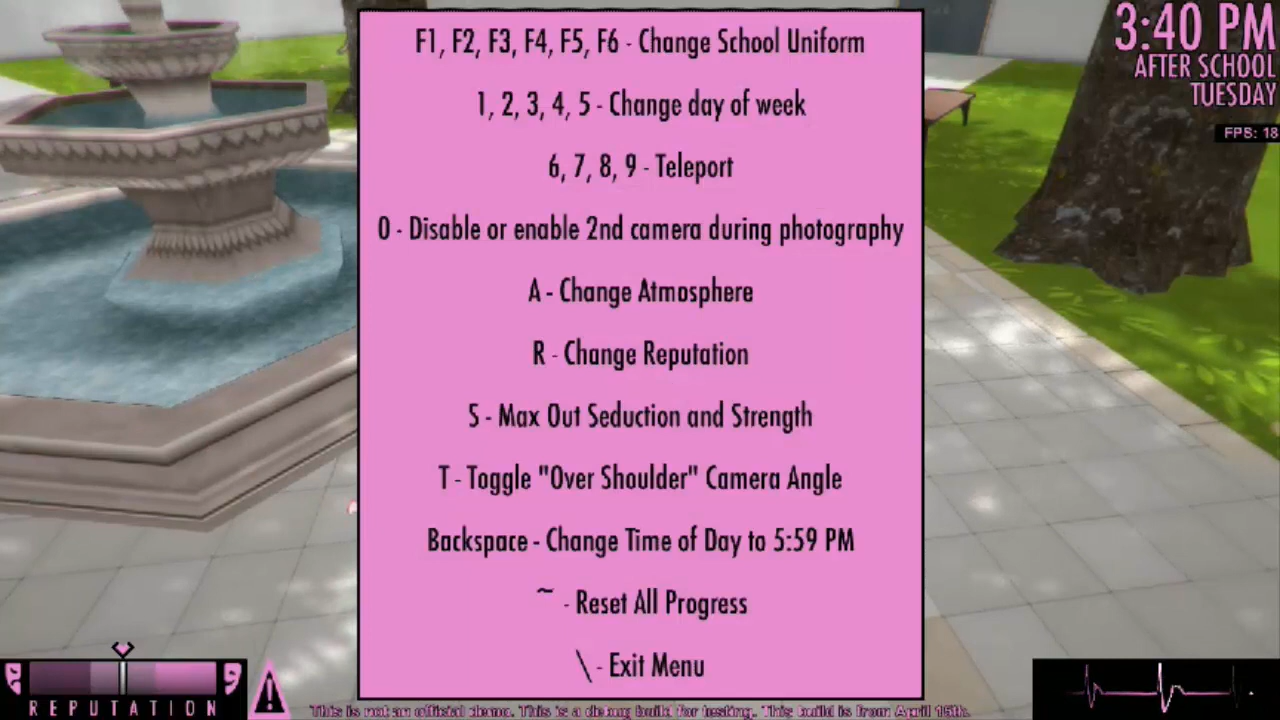 F1, F2, F3, F4, F5, F6 - Change School Uniform
1, 2, 3, 4, 5 - Change day of week
6, 7, 8, 9 - Teleport
0 - Disable or enable 2nd camera during photography
A - Change Atmosphere
R - Change Reputation
S - Max Out Seduction and Strength
T - Toggle "Over Shoulder" Camera Angle
Backspace - Change Time of Day to 5:59 PM
~ - Reset All Progress
\ - Exit Menu
3:40 PM
AFTER SCHOOL
TUESDAY
FPS: 18
REPUTATION
This is not an official demo. This is a debug build for testing. This build is from April 15th.